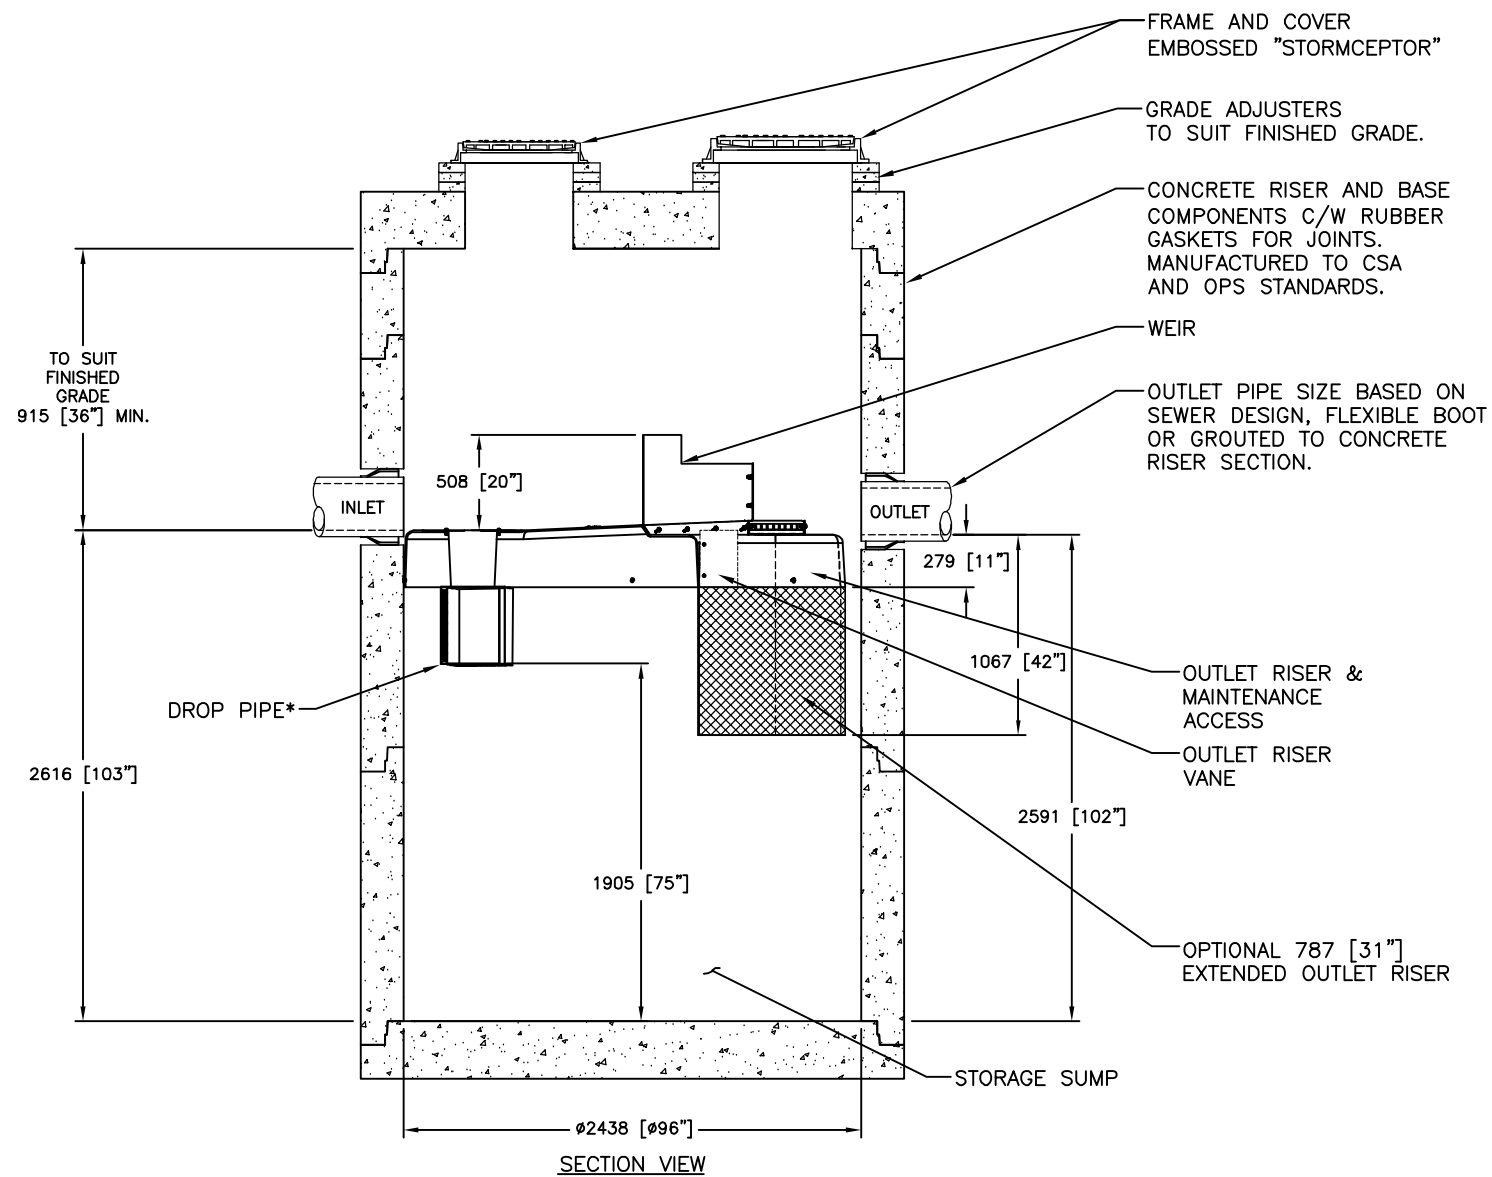 FRAME AND COVER
EMBOSSED "STORMCEPTOR"
GRADE ADJUSTERS
TO SUIT FINISHED GRADE.
CONCRETE RISER AND BASE
COMPONENTS C/W RUBBER
GASKETS FOR JOINTS.
MANUFACTURED TO CSA
AND OPS STANDARDS.
WEIR
TO SUIT
FINISHED
GRADE
915 [36"] MIN.
OUTLET PIPE SIZE BASED ON
SEWER DESIGN, FLEXIBLE BOOT
OR GROUTED TO CONCRETE
RISER SECTION.
508 [20"]
INLET
OUTLET
279 [11"]
1067 [42"]
OUTLET RISER &
MAINTENANCE
ACCESS
DROP PIPE*
OUTLET RISER
VANE
2616 [103"]
2591 [102"]
1905 [75"]
OPTIONAL 787 [31"]
EXTENDED OUTLET RISER
STORAGE SUMP
ø2438 [ø96"]
SECTION VIEW